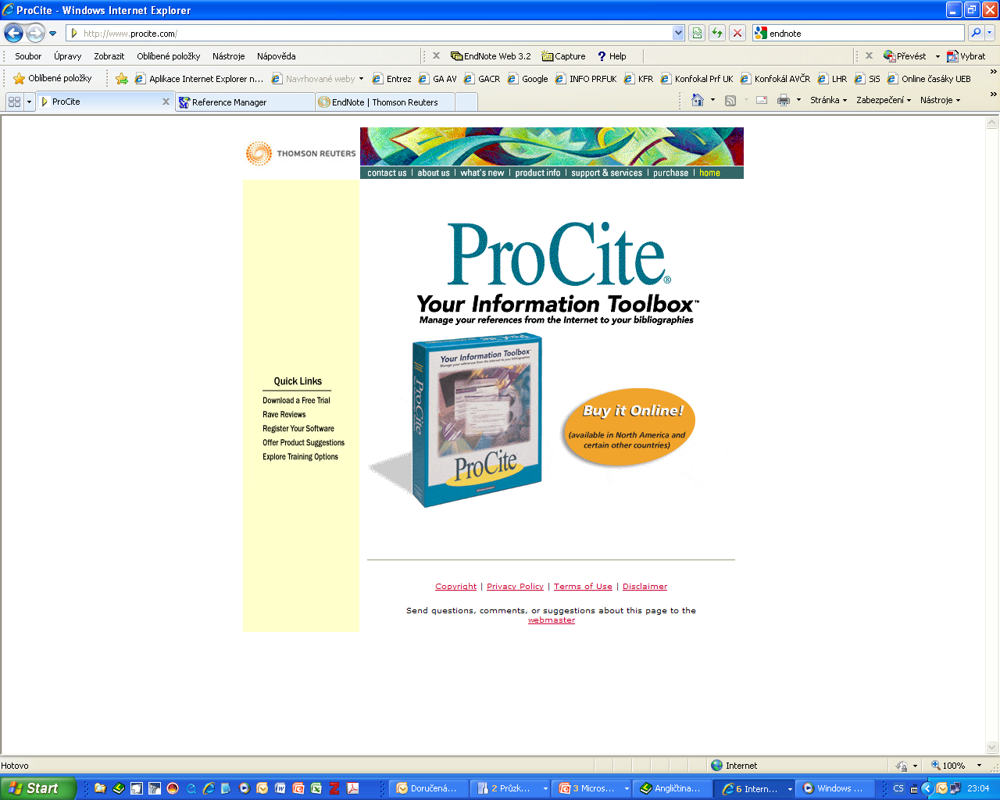 ProCite - Windows Internet Explorer
http://www.procite.com/
endnote
Soubor Úpravy Zobrazit Oblíbené položky Nástroje Nápověda
EndNote Web 3.2 Capture ? Help
Převést Vybrat
Oblíbené položky
Aplikace Internet Explorer n... Navrhované weby Entrez GA AV GACR Google INFO PRFUK KFR Konfokal Prf UK Konfokál AVČR LHR SiS Online časáky UEB
ProCite Reference Manager EndNote | Thomson Reuters
Stránka Zabezpečení Nástroje
THOMSON REUTERS
contact us | about us | what's new | product info | support & services | purchase | home
ProCite®
Your Information Toolbox™
Manage your references from the Internet to your bibliographies
Quick Links
Download a Free Trial
Rave Reviews
Register Your Software
Offer Product Suggestions
Explore Training Options
Your Information Toolbox
Manage your references from the Internet to your bibliographies
ProCite
ProCite
Buy it Online!
(available in North America and
certain other countries)
Copyright | Privacy Policy | Terms of Use | Disclaimer
Send questions, comments, or suggestions about this page to the
webmaster
Hotovo
Internet
100%
Start
Doručená... 2 Průzk... 3 Micros... Angličtina... 6 Intern... Windows ...
CS
23:04